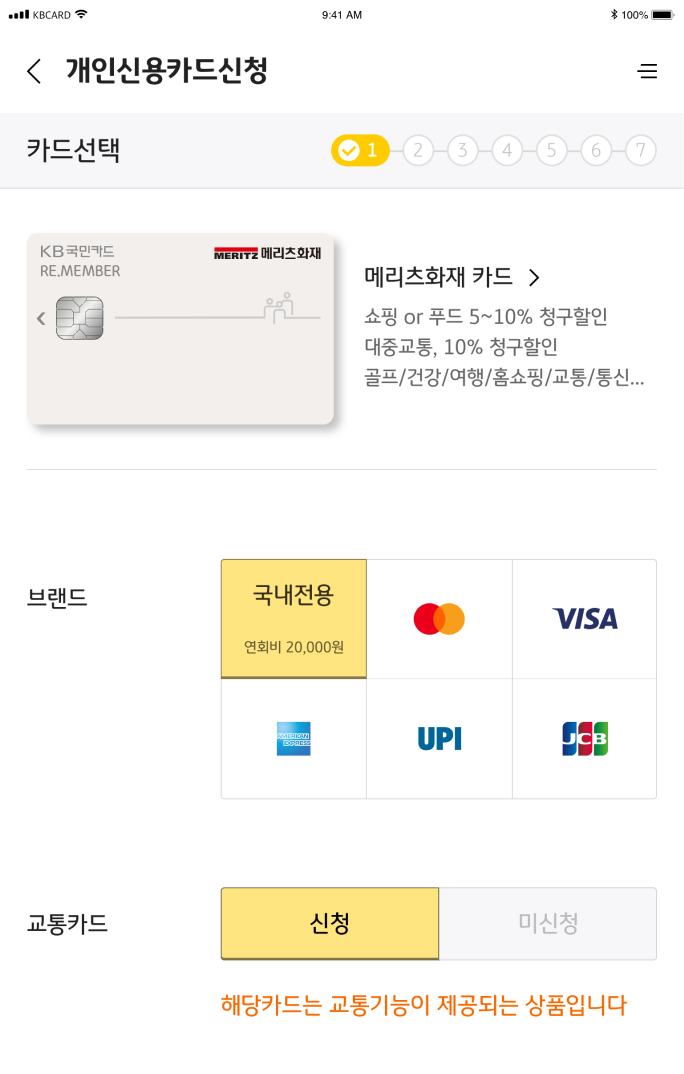 KBCARD 9:41 AM 100%
개인신용카드신청
카드선택 1 2 3 4 5 6 7
KB국민카드 MERITZ 메리츠화재
RE.MEMBER
메리츠화재 카드
쇼핑 or 푸드 5~10% 청구할인
대중교통, 10% 청구할인
골프/건강/여행/홈쇼핑/교통/통신...
브랜드
국내전용
연회비 20,000원
VISA
AMERICAN
EXPRESS
UPI
JCB
교통카드 신청 미신청
해당카드는 교통기능이 제공되는 상품입니다